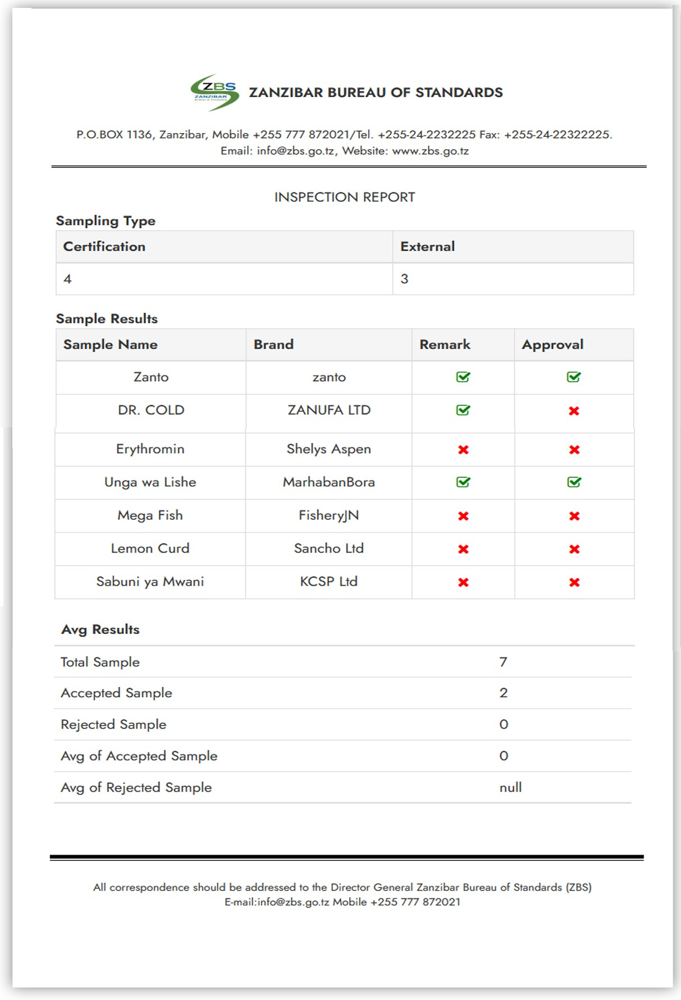 ZBS
ZANZIBAR
ZANZIBAR BUREAU OF STANDARDS
P.O.BOX 1136, Zanzibar, Mobile +255 777 872021/Tel. +255-24-2232225 Fax: +255-24-22322225.
Email: info@zbs.go.tz, Website: www.zbs.go.tz
INSPECTION REPORT
Sampling Type
Certification External
4 3
Sample Results
Sample Name Brand Remark Approval
Zanto zanto
DR. COLD ZANUFA LTD
Erythromin Shelys Aspen
Unga wa Lishe MarhabanBora
Mega Fish FisheryJN
Lemon Curd Sancho Ltd
Sabuni ya Mwani KCSP Ltd
Avg Results
Total Sample 7
Accepted Sample 2
Rejected Sample 0
Avg of Accepted Sample 0
Avg of Rejected Sample null
All correspondence should be addressed to the Director General Zanzibar Bureau of Standards (ZBS)
E-mail:info@zbs.go.tz Mobile +255 777 872021